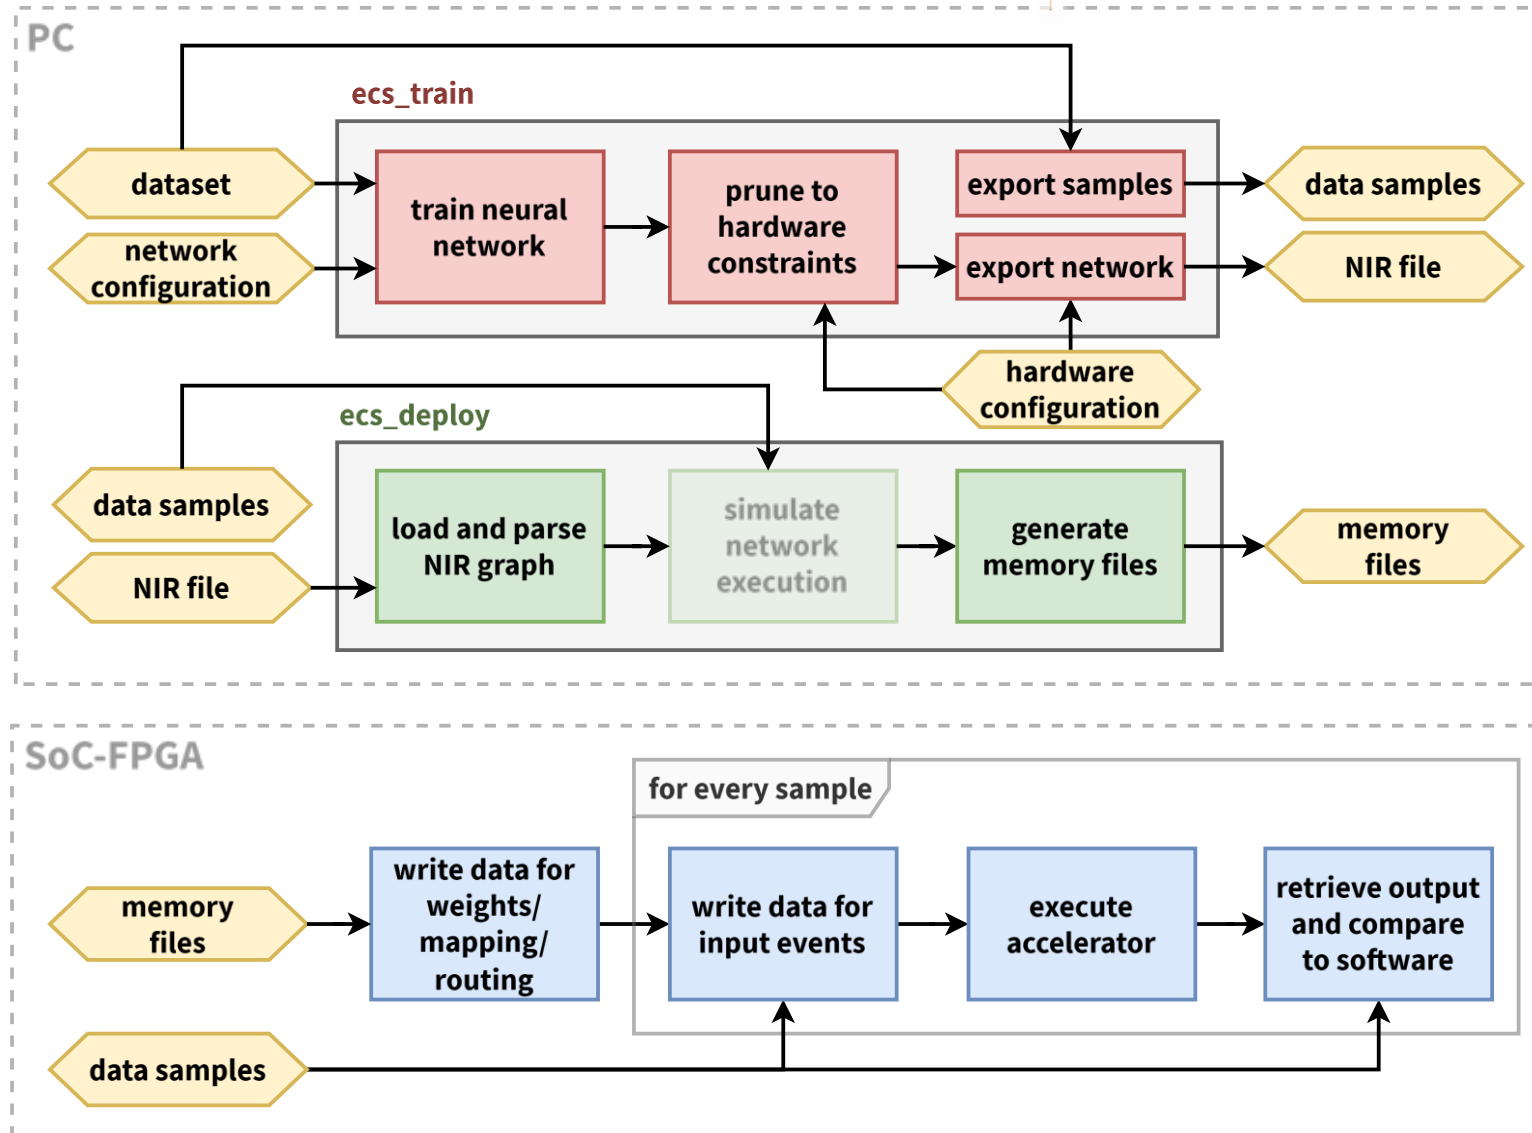 PC
ecs_train
dataset
network
configuration
train neural
network
prune to
hardware
constraints
export samples
export network
data samples
NIR file
hardware
configuration
ecs_deploy
data samples
NIR file
load and parse
NIR graph
simulate
network
execution
generate
memory files
memory
files
SoC-FPGA
for every sample
memory
files
write data for
weights/
mapping/
routing
write data for
input events
execute
accelerator
retrieve output
and compare
to software
data samples